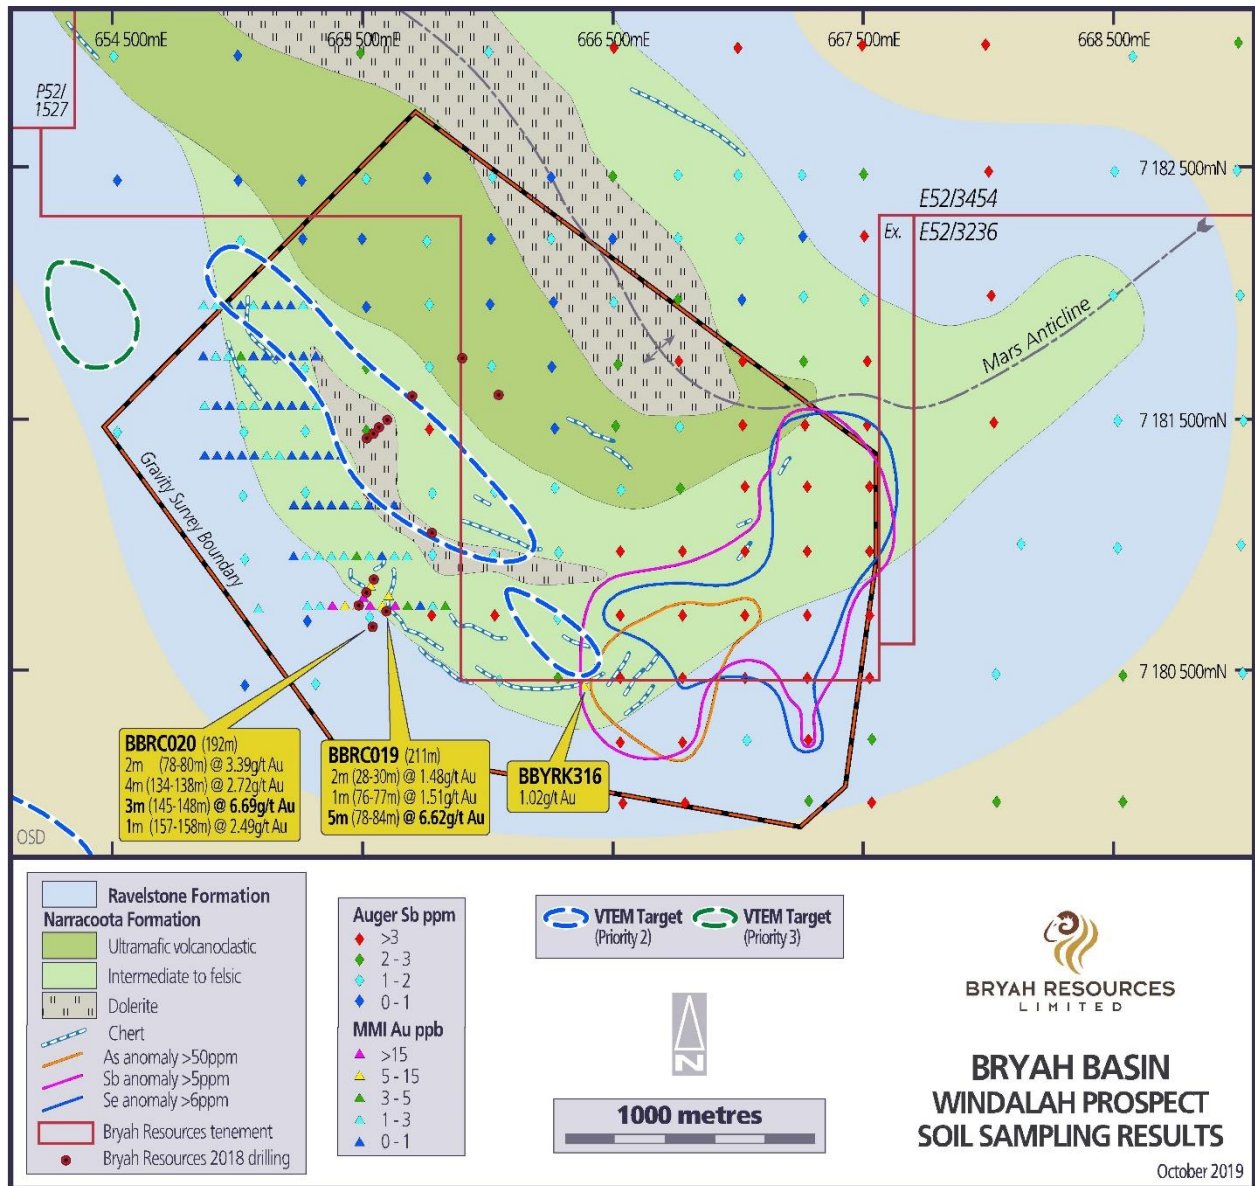 654 500mE
665 500mE
666 500mE
667 500mE
668 500mE
P52/
1527
7 182 500mN
E52/3454
Ex.
E52/3236
Mars Anticline
7 181 500mN
Gravity Survey Boundary
7 180 500mN
BBRC020 (192m)
2m (78-80m) @ 3.39g/t Au
4m (134-138m) @ 2.72g/t Au
3m (145-148m) @ 6.69g/t Au
1m (157-158m) @ 2.49g/t Au
BBRC019 (211m)
2m (28-30m) @ 1.48g/t Au
1m (76-77m) @ 1.51g/t Au
5m (78-84m) @ 6.62g/t Au
BBYRK316
1.02g/t Au
OSD
Ravelstone Formation
Narracoota Formation
Ultramafic volcanoclastic
Intermediate to felsic
Dolerite
Chert
As anomaly >50ppm
Sb anomaly >5ppm
Se anomaly >6ppm
Bryah Resources tenement
Bryah Resources 2018 drilling
Auger Sb ppm
>3
2 - 3
1 - 2
0 - 1
MMI Au ppb
>15
5 - 15
3 - 5
1 - 3
0 - 1
VTEM Target
(Priority 2)
VTEM Target
(Priority 3)
N
1000 metres
BRYAH RESOURCES
LIMITED
BRYAH BASIN
WINDALAH PROSPECT
SOIL SAMPLING RESULTS
October 2019